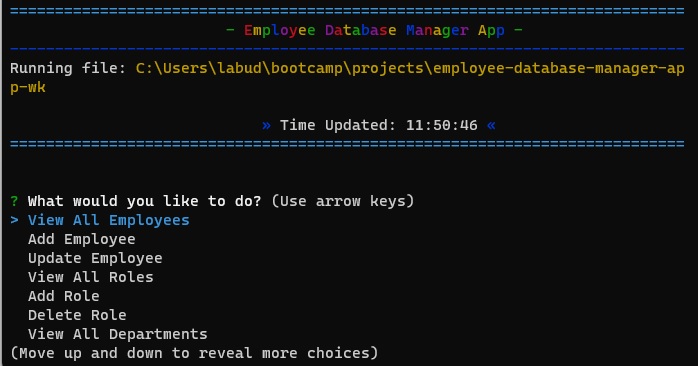 ===========================================================================
- Employee Database Manager App -
---------------------------------------------------------------------------
Running file: C:\Users\labud\bootcamp\projects\employee-database-manager-ap
p-wk
» Time Updated: 11:50:46 «
===========================================================================
? What would you like to do? (Use arrow keys)
> View All Employees
Add Employee
Update Employee
View All Roles
Add Role
Delete Role
View All Departments
(Move up and down to reveal more choices)